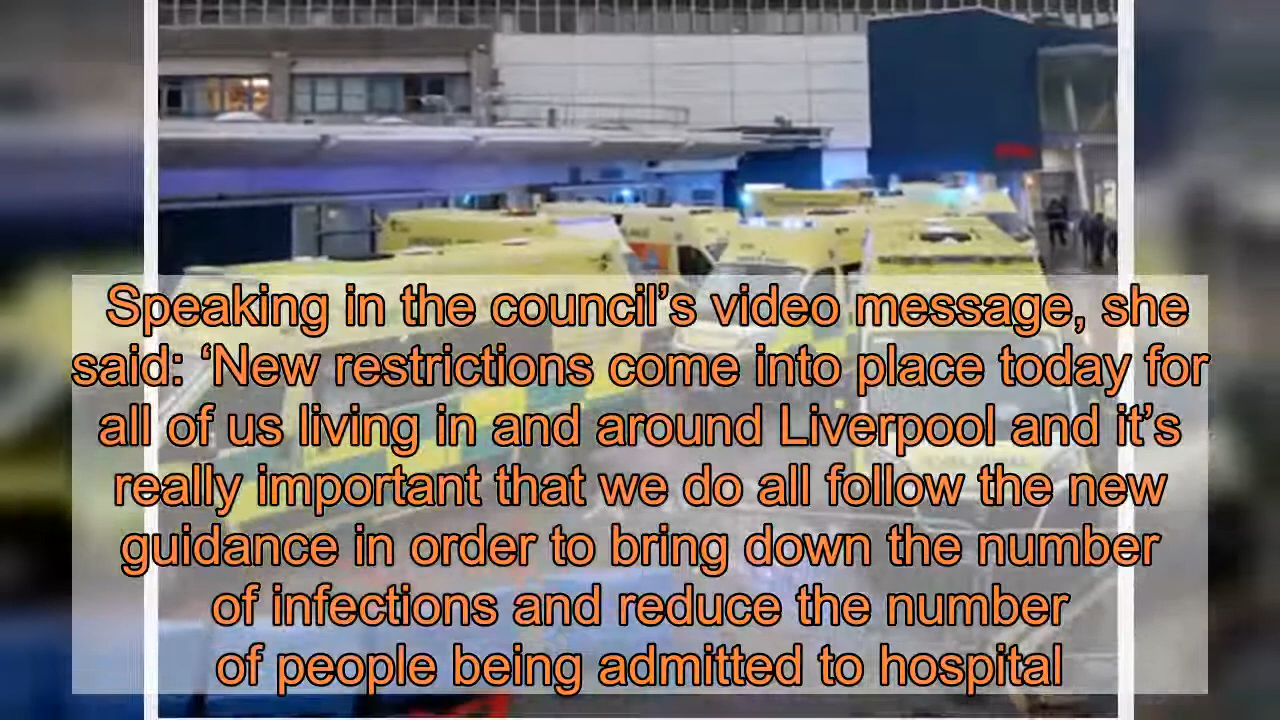 Speaking in the council’s video message, she
said: ‘New restrictions come into place today for
all of us living in and around Liverpool and it’s
really important that we do all follow the new
guidance in order to bring down the number
of infections and reduce the number
of people being admitted to hospital